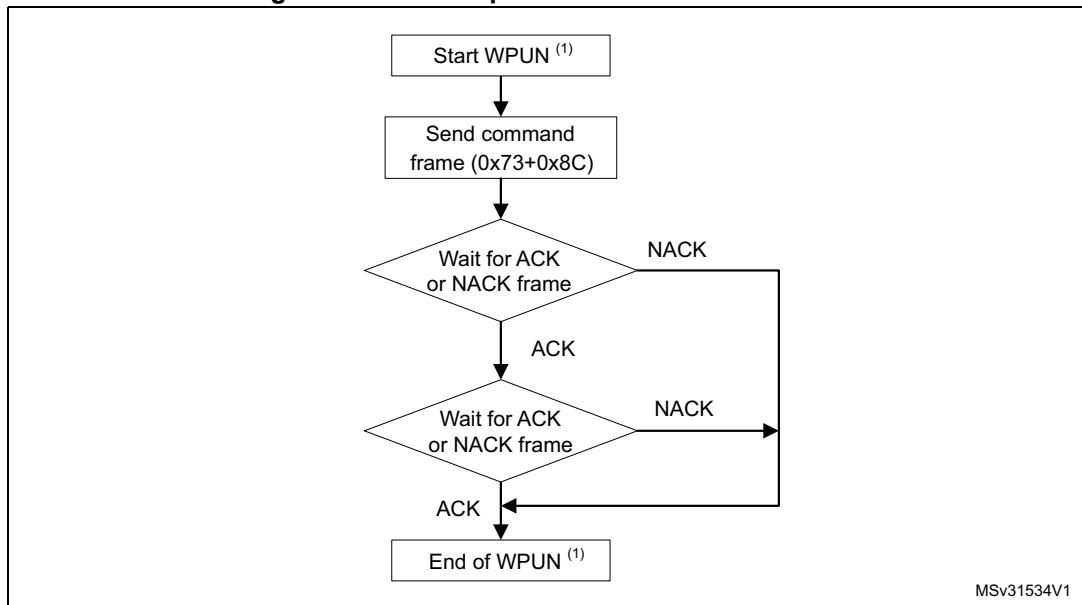 Start WPUN (1)
Send command
frame (0x73+0x8C)
Wait for ACK
or NACK frame
NACK
ACK
Wait for ACK
or NACK frame
NACK
ACK
End of WPUN (1)
MSv31534V1